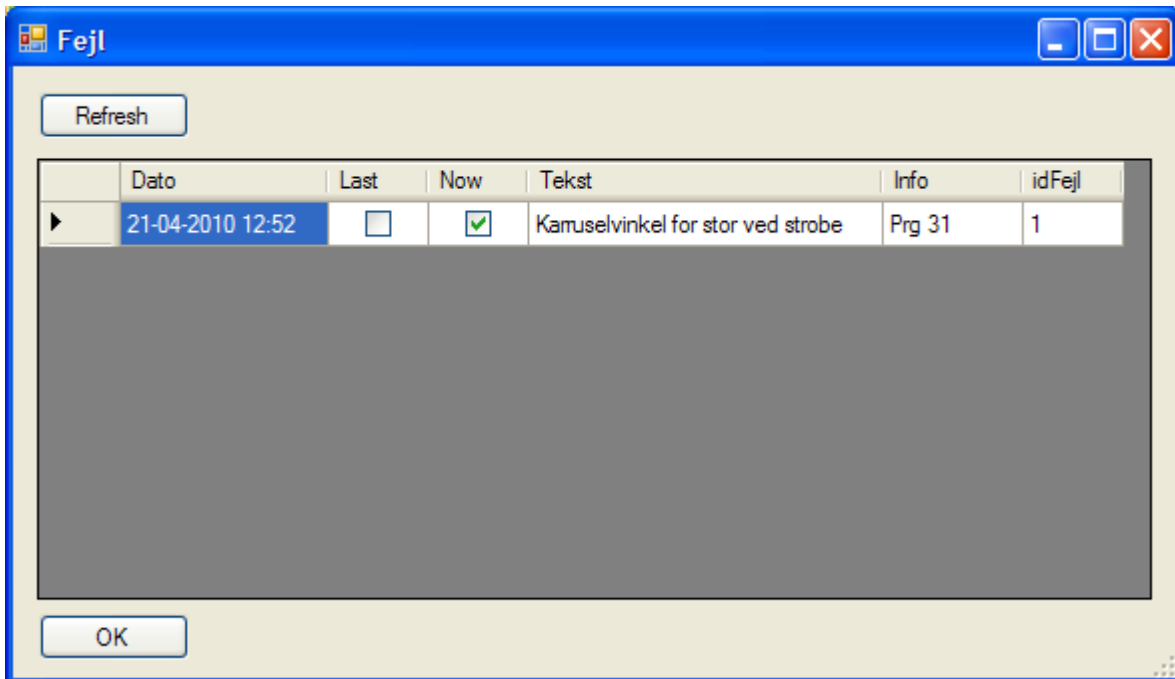 Fejl
Refresh
Dato Last Now Tekst Info idFejl
21-04-2010 12:52 Karruselvinkel for stor ved strobe Prg 31 1
OK